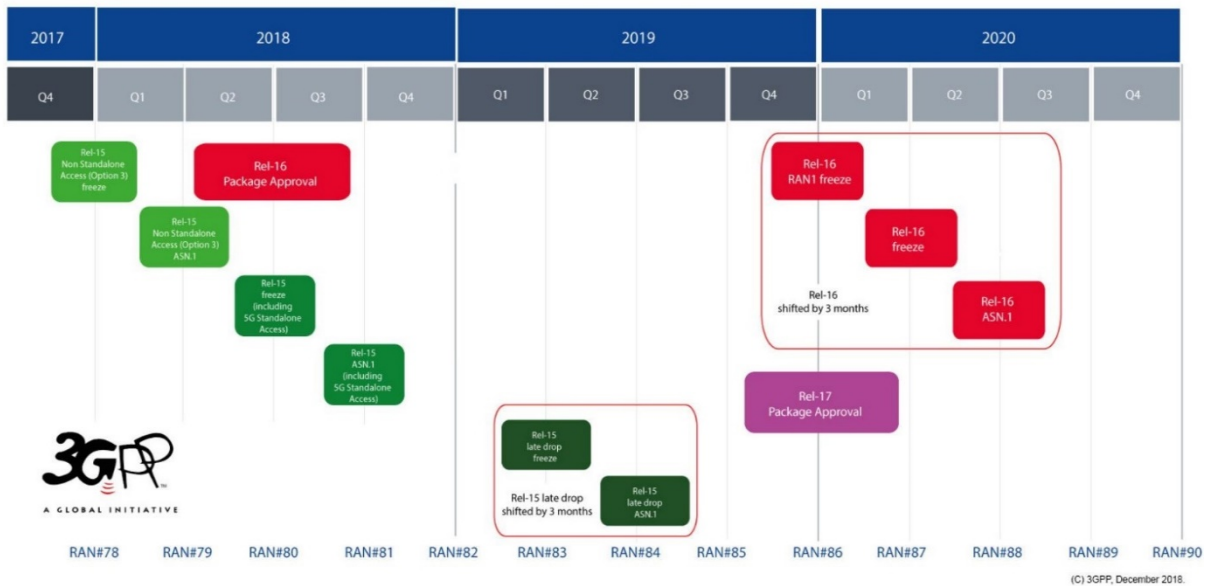 2017
2018
2019
2020
Q4
Q1
Q2
Q3
Q4
Q1
Q2
Q3
Q4
Q1
Q2
Q3
Q4
Rel-15
Non Standalone
Access (Option 3)
freeze
Rel-16
Package Approval
Rel-16
RAN1 freeze
Rel-15
Non Standalone
Access (Option 3)
ASN.1
Rel-16
freeze
Rel-15
freeze
(including
5G Standalone
Access)
Rel-16
shifted by 3 months
Rel-16
ASN.1
Rel-15
ASN.1
(including
5G Standalone
Access)
Rel-17
Package Approval
Rel-15
late drop
freeze
Rel-15 late drop
shifted by 3 months
Rel-15
late drop
ASN.1
3GPP
TM
A GLOBAL INITIATIVE
RAN#78
RAN#79
RAN#80
RAN#81
RAN#82
RAN#83
RAN#84
RAN#85
RAN#86
RAN#87
RAN#88
RAN#89
RAN#90
(C) 3GPP, December 2018.